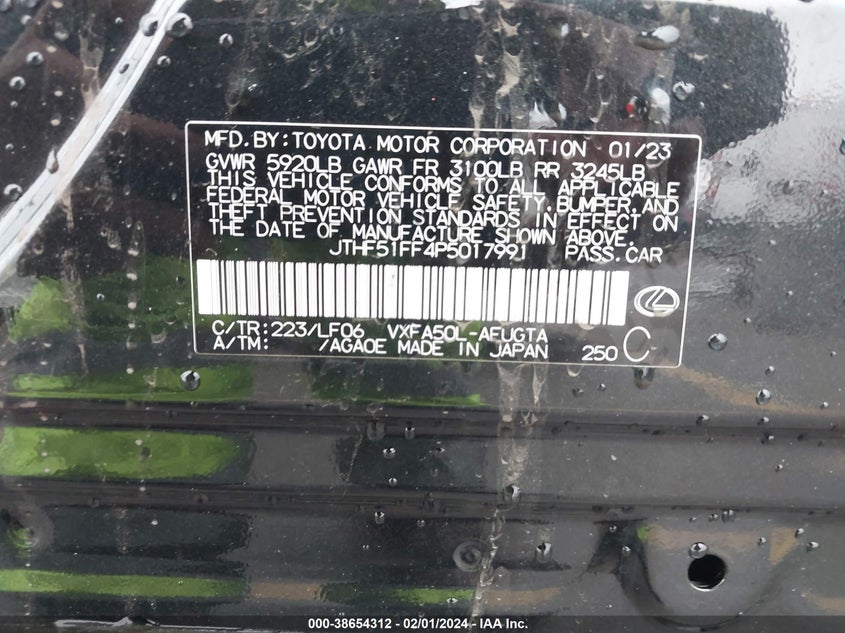 MFD.BY:TOYOTA MOTOR CORPORATION 01/23
GVWR 5920LB GAWR FR 3100LB RR 3245LB
THIS VEHICLE CONFORMS TO ALL APPLICABLE
FEDERAL MOTOR VEHICLE SAFETY,BUMPER,AND
THEFT PREVENTION STANDARDS IN EFFECT ON
THE DATE OF MANUFACTURE SHOWN ABOVE.
JTHF51FF4P5017991 PASS.CAR
C/TR:223/LF06 VXFA50L-AEUGTA
A/TM: /AGA0E MADE IN JAPAN 250 C
000-38654312 - 02/01/2024 - IAA Inc.